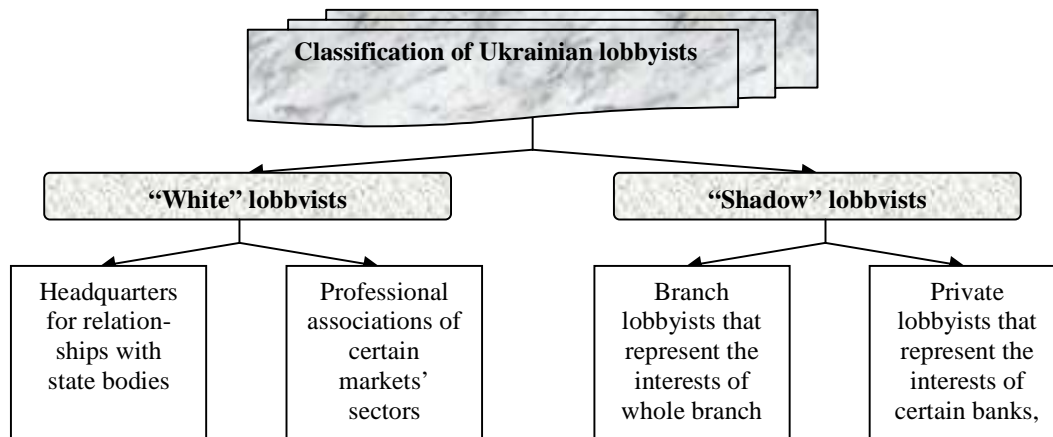 Classification of Ukrainian lobbyists
“White” lobbyists
“Shadow” lobbyists
Headquarters
for relation-
ships with
state bodies
Professional
associations of
certain
markets’
sectors
Branch
lobbyists that
represent the
interests of
whole branch
Private
lobbyists that
represent the
interests of
certain banks,